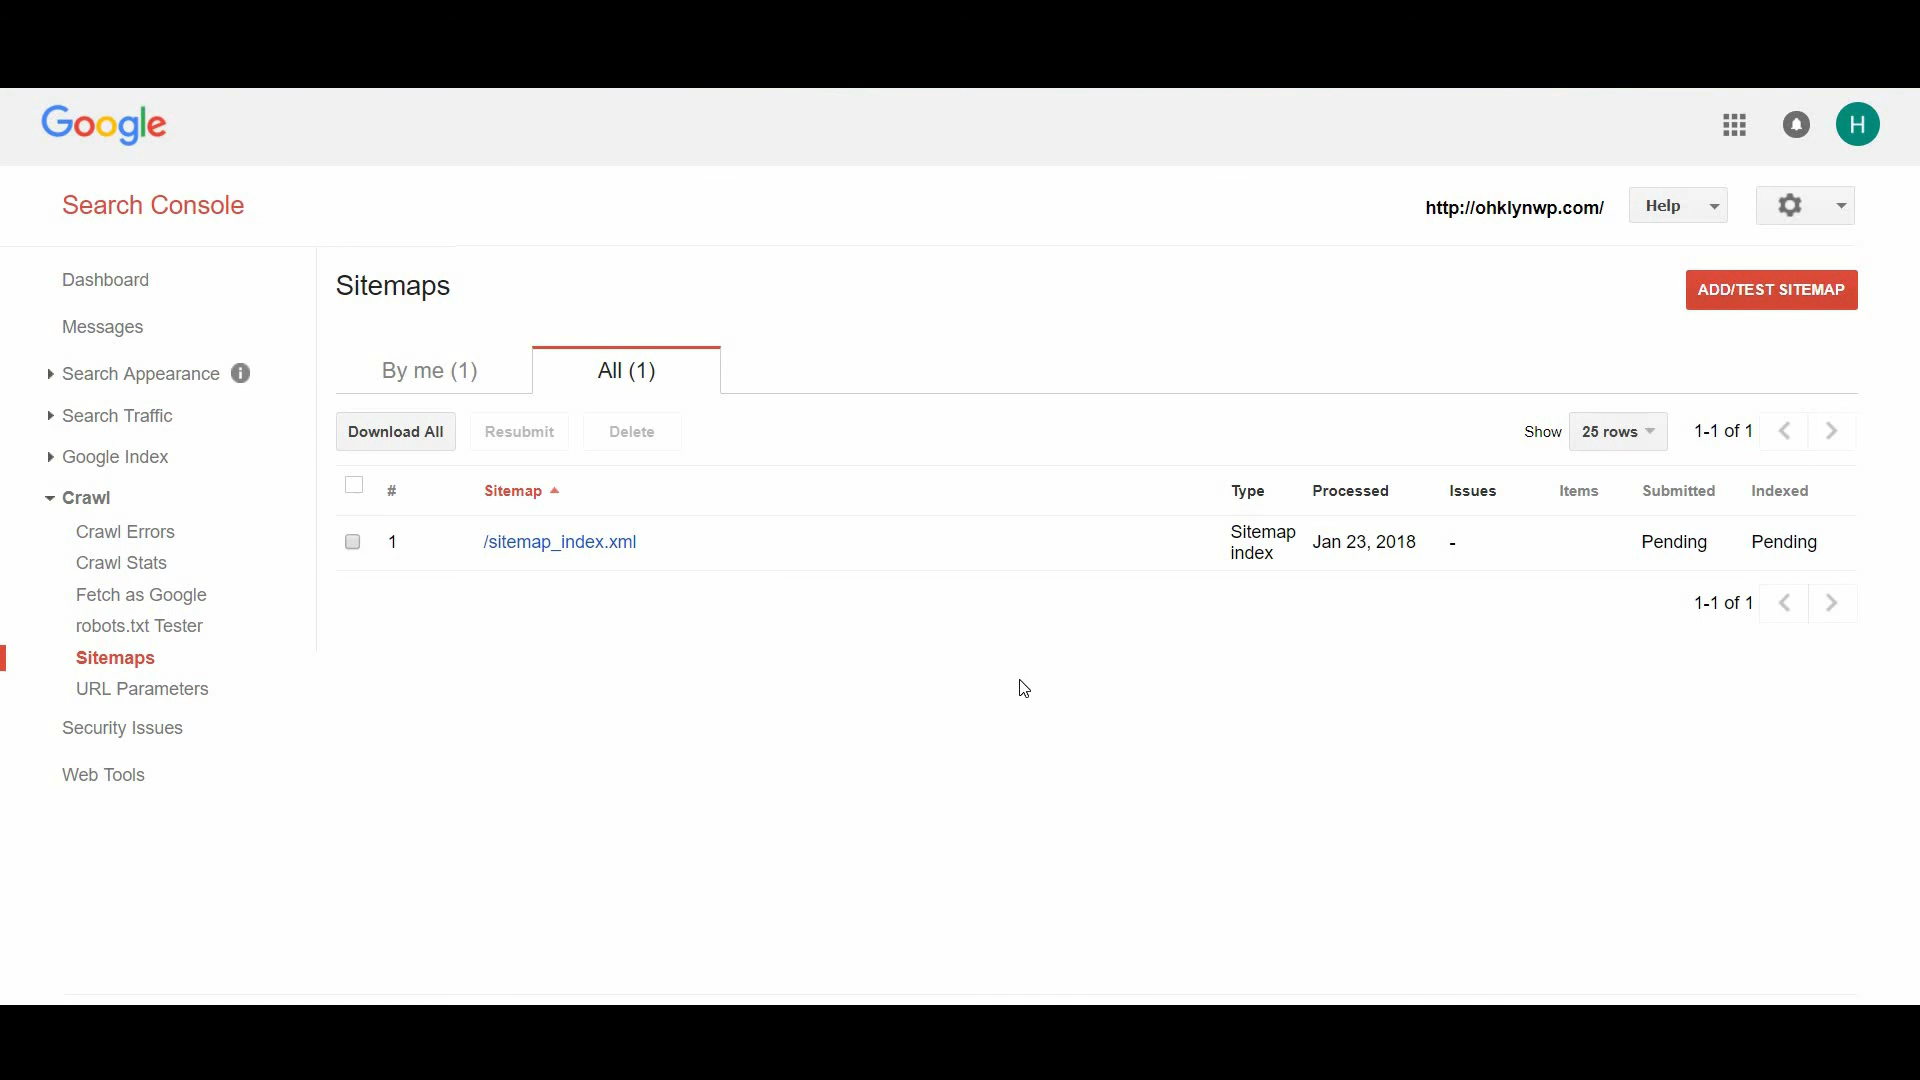 Google
H
Search Console
http://ohklynwp.com/
Help
Dashboard
Messages
Search Appearance i
Search Traffic
Google Index
Crawl
Crawl Errors
Crawl Stats
Fetch as Google
robots.txt Tester
Sitemaps
URL Parameters
Security Issues
Web Tools
Sitemaps
ADD/TEST SITEMAP
By me (1) All (1)
Download All Resubmit Delete
Show 25 rows 1-1 of 1
# Sitemap Type Processed Issues Items Submitted Indexed
1 /sitemap_index.xml Sitemap index Jan 23, 2018 - Pending Pending
1-1 of 1